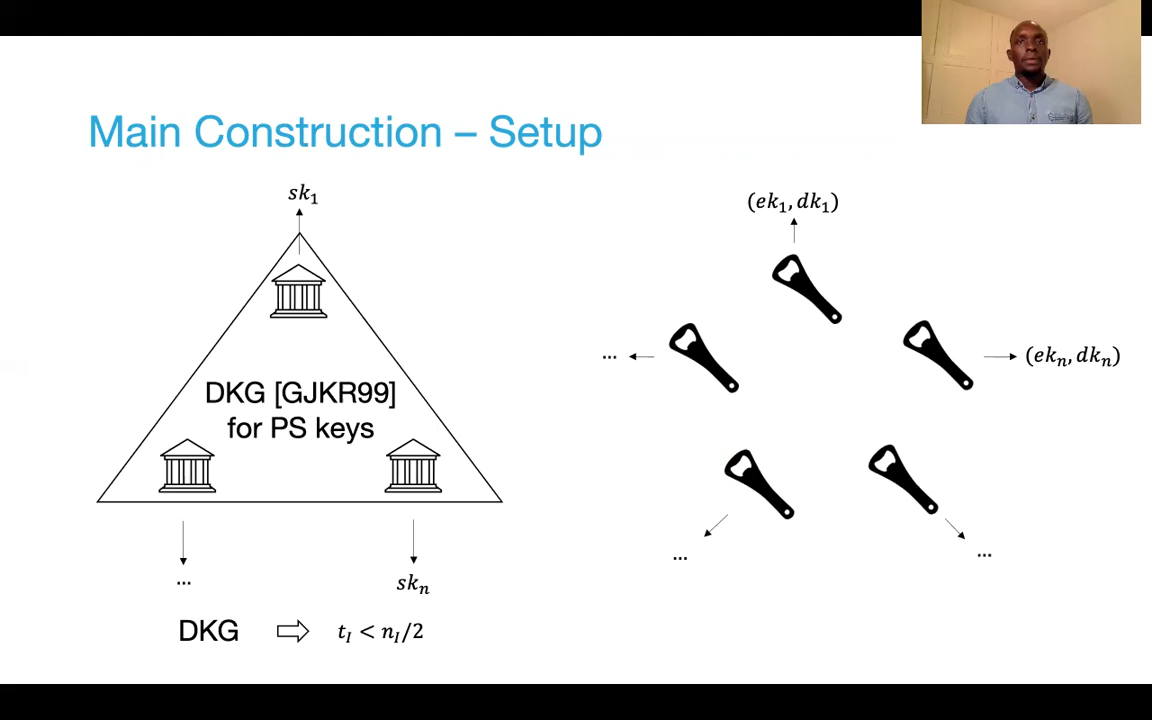 Main Construction – Setup
sk₁
DKG [GJKR99]
for PS keys
...
skₙ
DKG ⇨ t_I < n_I/2
(ek₁, dk₁)
...
(ekₙ, dkₙ)
...
...